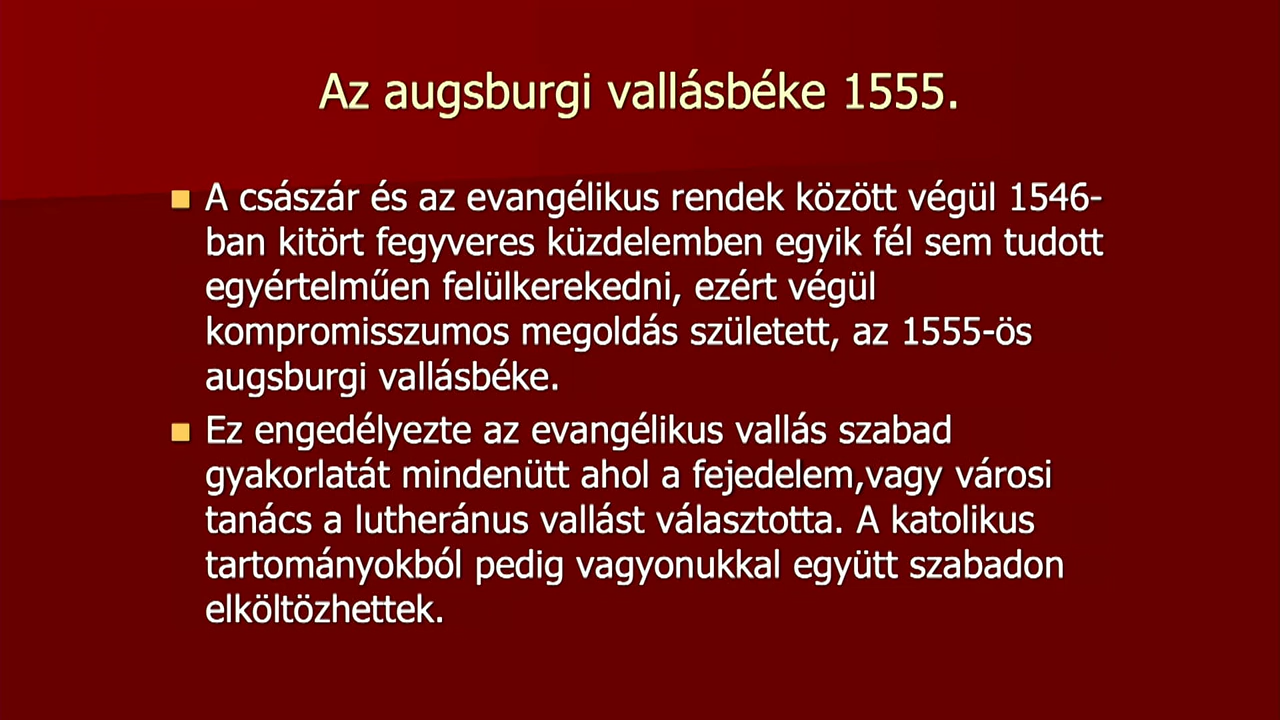 Az augsburgi vallásbéke 1555.
A császár és az evangélikus rendek között végül 1546-
ban kitört fegyveres küzdelemben egyik fél sem tudott
egyértelműen felülkerekedni, ezért végül
kompromisszumos megoldás született, az 1555-ös
augsburgi vallásbéke.
Ez engedélyezte az evangélikus vallás szabad
gyakorlatát mindenütt ahol a fejedelem,vagy városi
tanács a lutheránus vallást választotta. A katolikus
tartományokból pedig vagyonukkal együtt szabadon
elköltözhettek.